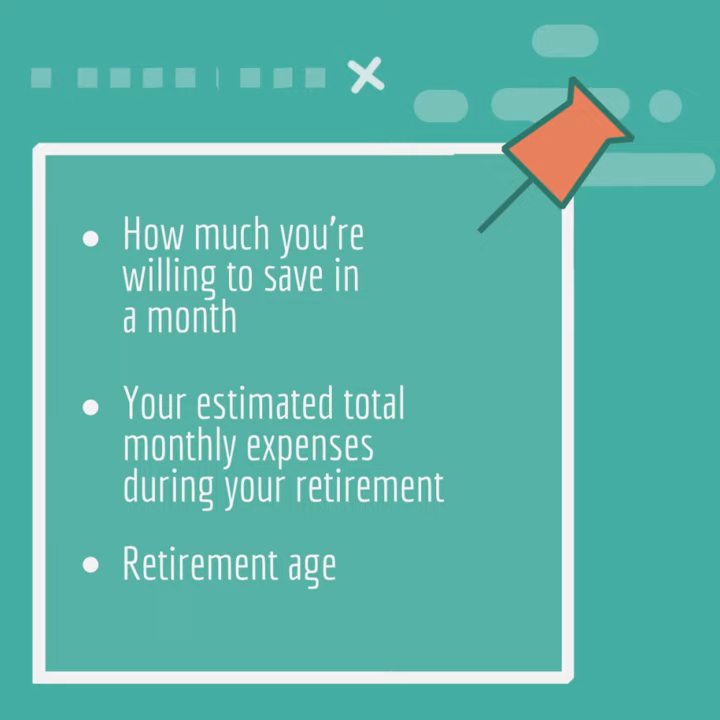 How much you're
willing to save in
a month
Your estimated total
monthly expenses
during your retirement
Retirement age